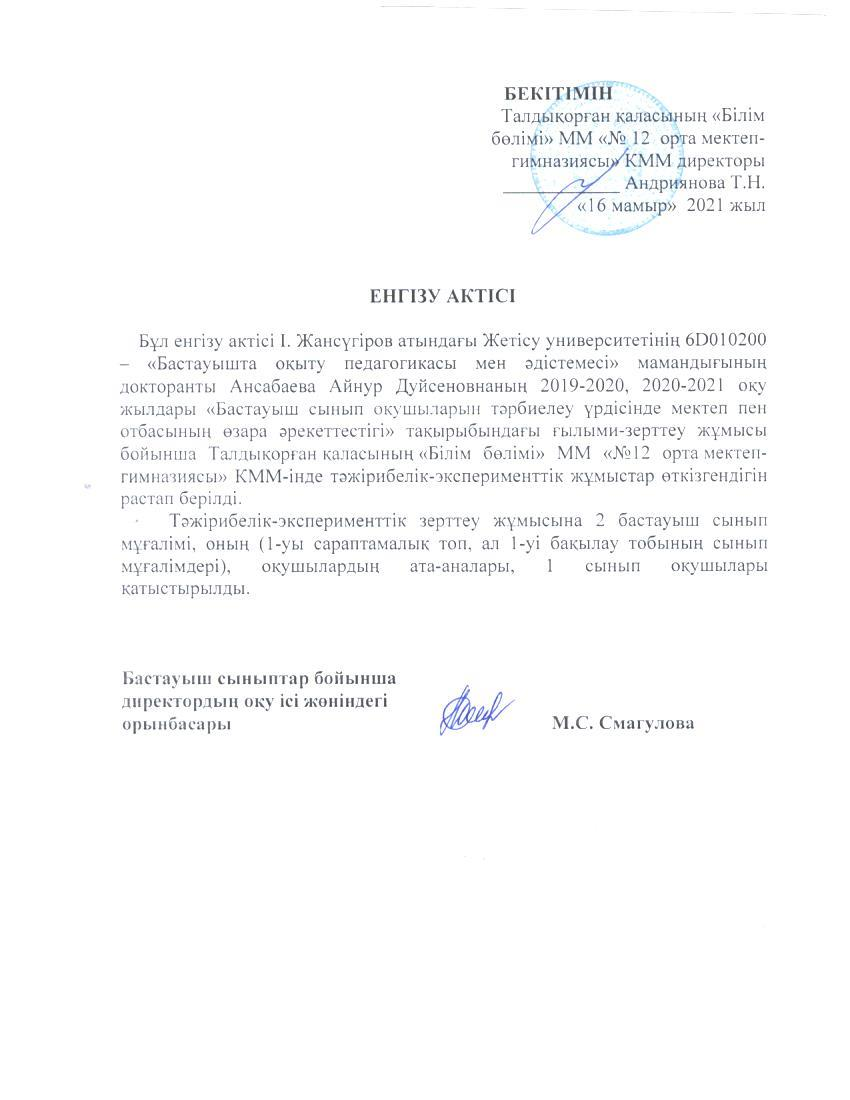 БЕКІТІМІН
Талдықорған қаласының «Білім
бөлімі» ММ «№ 12 орта мектеп-
гимназиясы» КММ директоры
____________ Андриянова Т.Н.
«16 мамыр» 2021 жыл
ЕНГІЗУ АКТІСІ
Бұл енгізу актісі І. Жансүгіров атындағы Жетісу университетінің 6D010200
– «Бастауышта оқыту педагогикасы мен әдістемесі» мамандығының
докторанты Ансабаева Айнур Дуйсеновнаның 2019-2020, 2020-2021 оқу
жылдары «Бастауыш сынып оқушыларын тәрбиелеу үрдісінде мектеп пен
отбасының өзара әрекеттестігі» тақырыбындағы ғылыми-зерттеу жұмысы
бойынша Талдықорған қаласының «Білім бөлімі» ММ «№12 орта мектеп-
гимназиясы» КММ-інде тәжірибелік-эксперименттік жұмыстар өткізгендігін
растап берілді.
Тәжірибелік-эксперименттік зерттеу жұмысына 2 бастауыш сынып
мұғалімі, оның (1-уы сараптамалық топ, ал 1-уі бақылау тобының сынып
мұғалімдері), оқушылардың ата-аналары, 1 сынып оқушылары
қатыстырылды.
Бастауыш сыныптар бойынша
директордың оқу ісі жөніндегі
орынбасары М.С. Смагулова